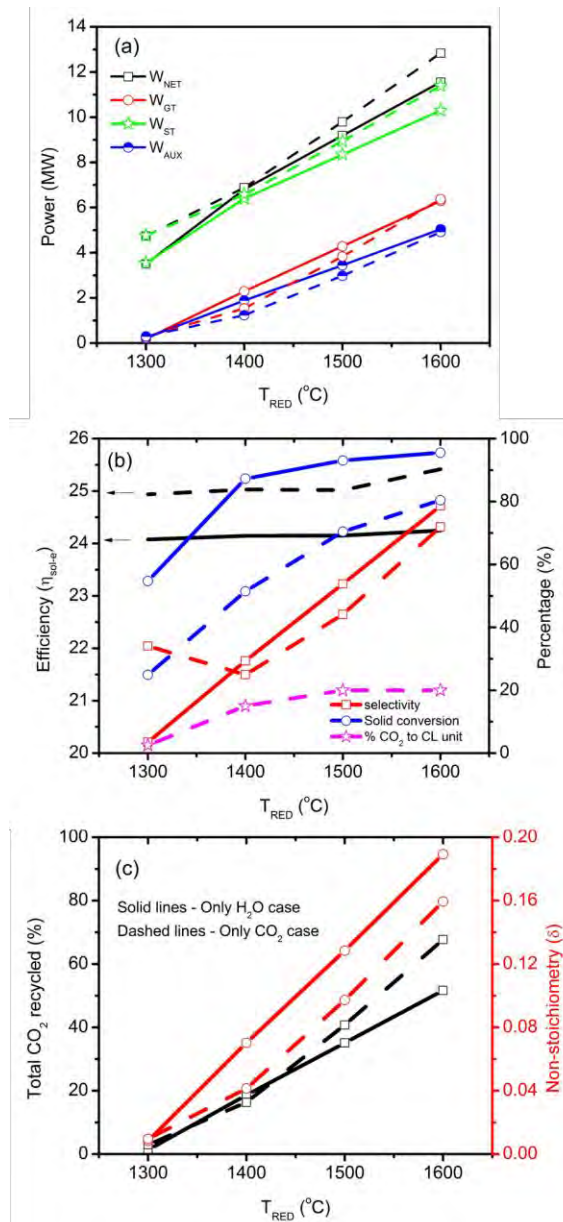 (a)
W_NET
W_GT
W_ST
W_AUX
Power (MW)
14
12
10
8
6
4
2
0
1300 1400 1500 1600
T_RED (°C)
(b)
Efficiency (η_sol-e)
26
25
24
23
22
21
20
Percentage (%)
100
80
60
40
20
0
selectivity
Solid conversion
% CO₂ to CL unit
1300 1400 1500 1600
T_RED (°C)
(c)
Solid lines - Only H₂O case
Dashed lines - Only CO₂ case
Total CO₂ recycled (%)
100
80
60
40
20
0
Non-stoichiometry (δ)
0.20
0.16
0.12
0.08
0.04
0.00
1300 1400 1500 1600
T_RED (°C)